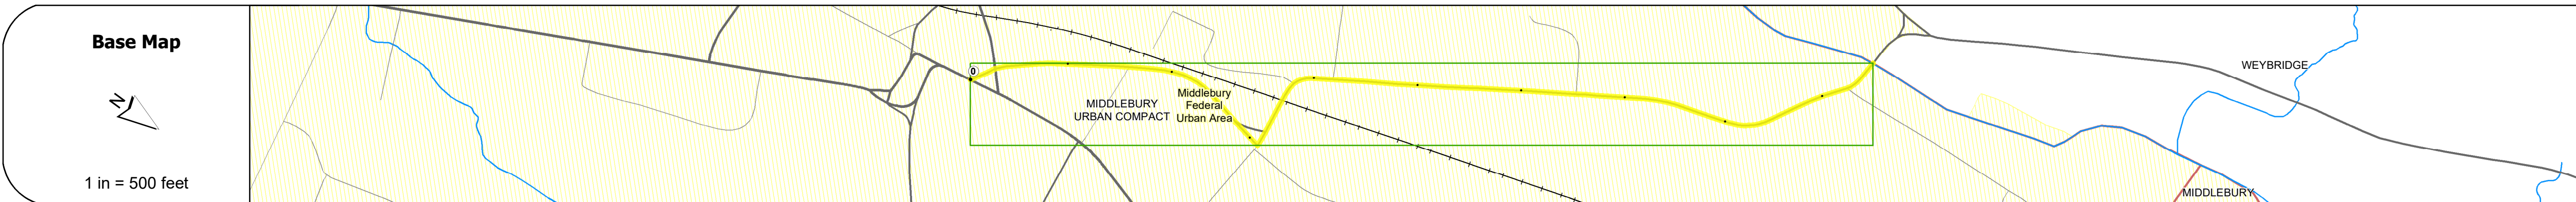 Base Map
N
1 in = 500 feet
0
MIDDLEBURY
URBAN COMPACT
Middlebury
Federal
Urban Area
WEYBRIDGE
MIDDLEBURY